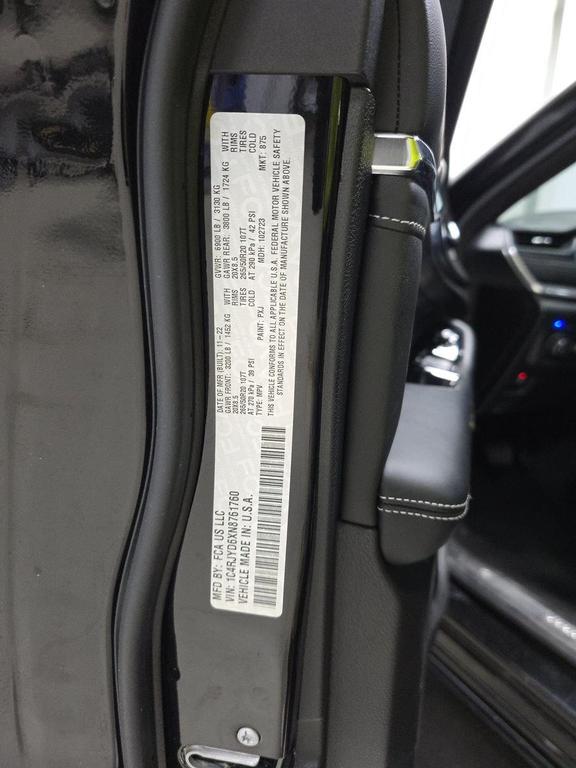 MFD BY: FCA US LLC
DATE OF MFR (BUILT): 11-22
GVWR: 6900 LB / 3130 KG
GAWR FRONT: 3200 LB / 1452 KG WITH
GAWR REAR: 3800 LB / 1724 KG WITH
20X8.5 RIMS
20X8.5 RIMS
265/50R20 107T TIRES
265/50R20 107T TIRES
AT 270 kPa / 39 PSI COLD
AT 290 kPa / 42 PSI COLD
VIN: 1C4RJYD6XN8761760
TYPE: MPV PAINT: PXJ MDH: 102723 MKT: 875
VEHICLE MADE IN: U.S.A.
THIS VEHICLE CONFORMS TO ALL APPLICABLE U.S.A. FEDERAL MOTOR VEHICLE SAFETY
STANDARDS IN EFFECT ON THE DATE OF MANUFACTURE SHOWN ABOVE.